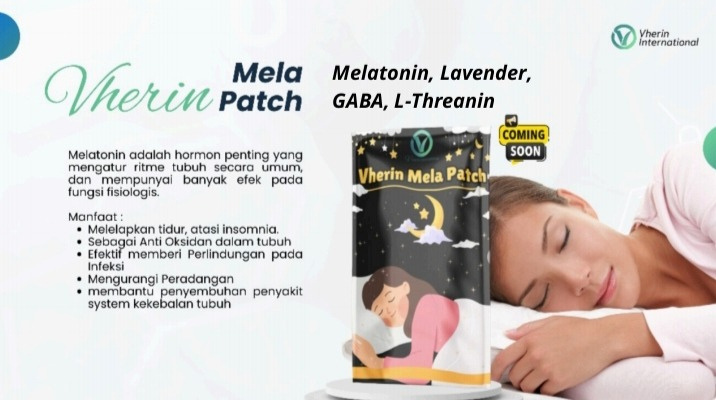 Vherin
International
Vherin Mela
Patch
Melatonin, Lavender,
GABA, L-Threanin
COMING
SOON
Vherin Mela Patch
Melatonin adalah hormon penting yang
mengatur ritme tubuh secara umum,
dan mempunyai banyak efek pada
fungsi fisiologis.
Manfaat :
• Melelapkan tidur, atasi insomnia.
• Sebagai Anti Oksidan dalam tubuh
• Efektif memberi Perlindungan pada
Infeksi
• Mengurangi Peradangan
• membantu penyembuhan penyakit
system kekebalan tubuh